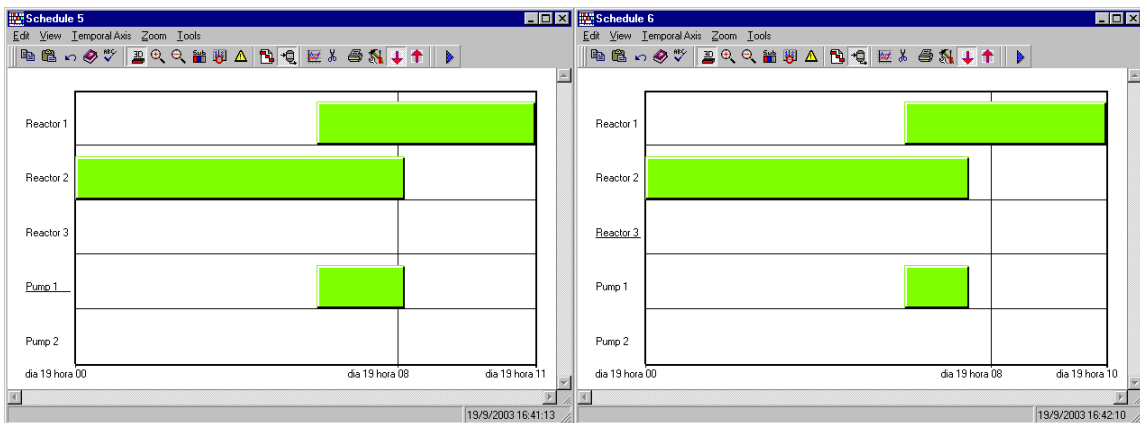 Schedule 5
Edit View Temporal Axis Zoom Tools
3D
Reactor 1
Reactor 2
Reactor 3
Pump 1
Pump 2
dia 19 hora 00 dia 19 hora 08 dia 19 hora 11
19/9/2003 16:41:13
Schedule 6
Edit View Temporal Axis Zoom Tools
3D
Reactor 1
Reactor 2
Reactor 3
Pump 1
Pump 2
dia 19 hora 00 dia 19 hora 08 dia 19 hora 10
19/9/2003 16:42:10